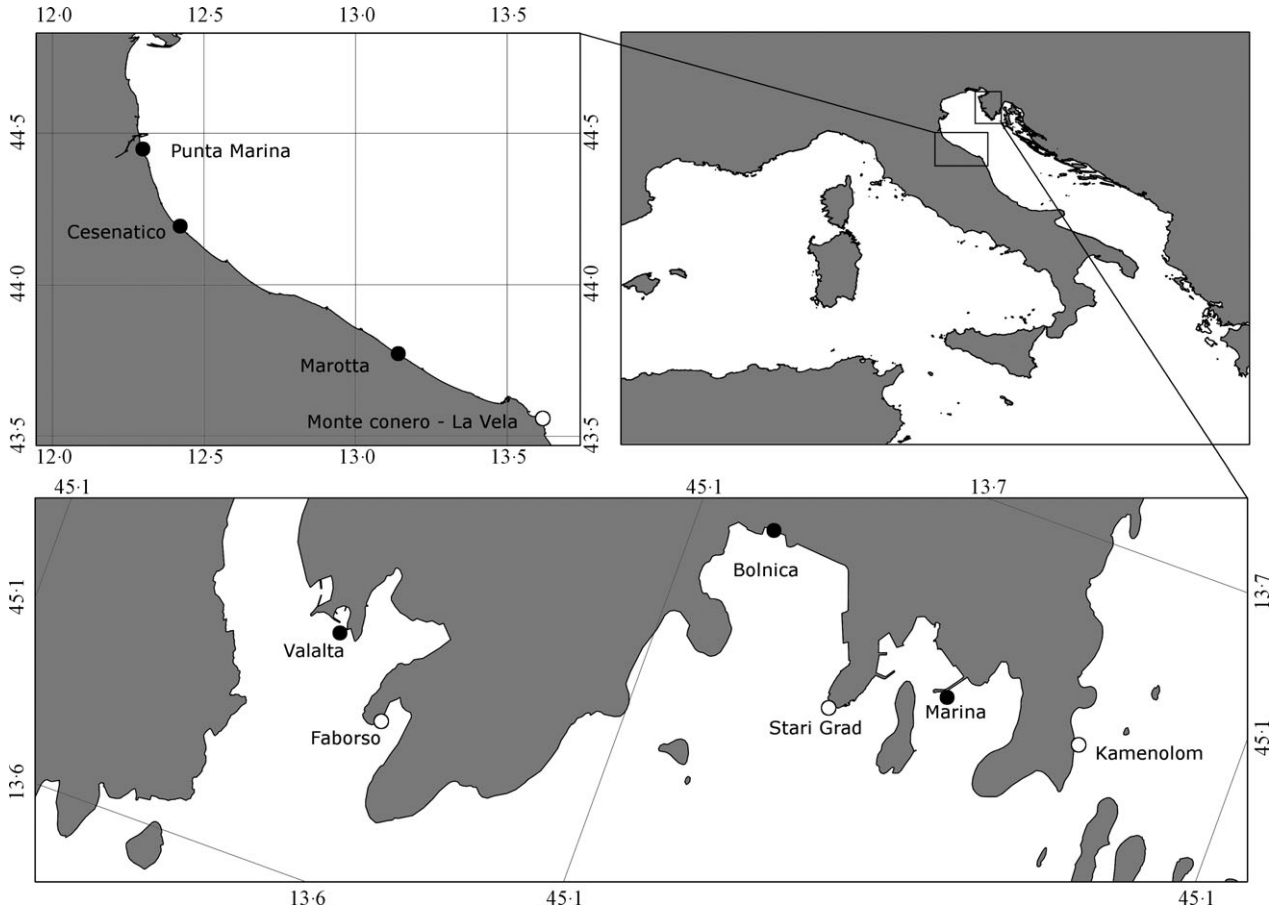 12·0 12·5 13·0 13·5
44·5 44·5
Punta Marina
Cesenatico
44·0 44·0
Marotta
Monte conero - La Vela
43·5 43·5
12·0 12·5 13·0 13·5
45·1 45·1 13·7
Bolnica
45·1 13·7
Valalta
Stari Grad Marina
Faborso
Kamenolom
45·1
13·6
13·6 45·1 45·1